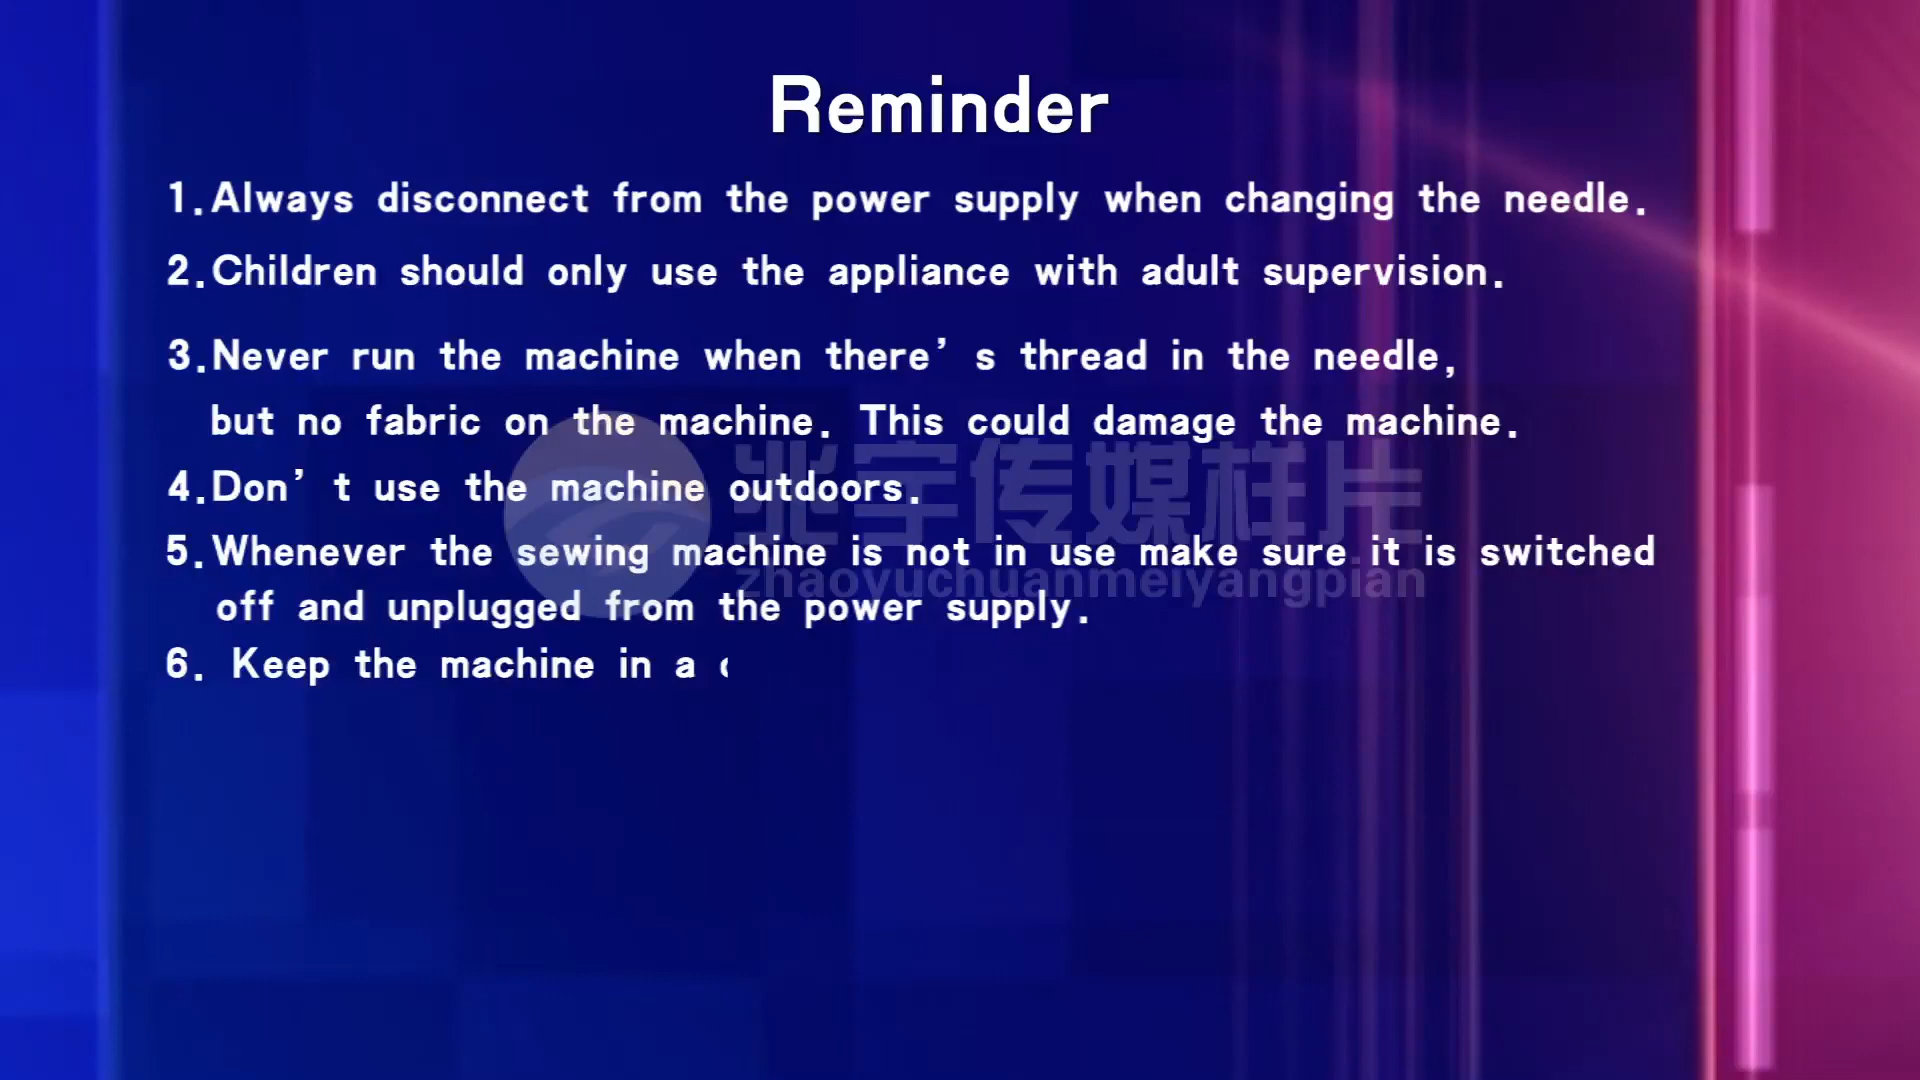 Reminder
1.Always disconnect from the power supply when changing the needle.
2.Children should only use the appliance with adult supervision.
3.Never run the machine when there’s thread in the needle,
but no fabric on the machine. This could damage the machine.
4.Don’t use the machine outdoors.
兆宇传媒样片
5.Whenever the sewing machine is not in use make sure it is switched
zhaoyuchuanmeiyangpian
off and unplugged from the power supply.
6. Keep the machine in a